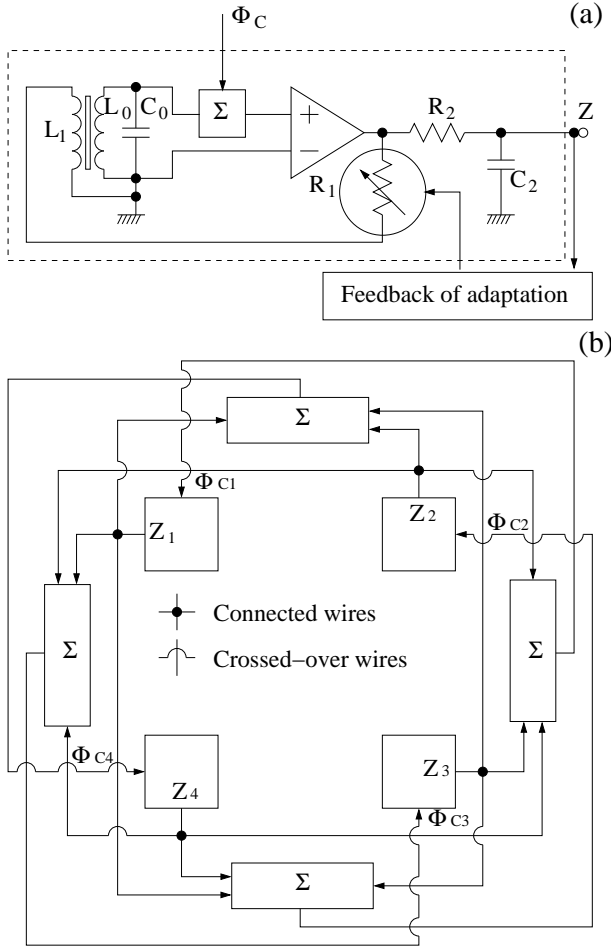 (a)
Φ C
L 1
L 0
C 0
Σ
+
−
R 1
R 2
C 2
Z
Feedback of adaptation
(b)
Σ
Φ C1
Z 1
Z 2
Φ C2
Σ
Connected wires
Σ
Crossed−over wires
Φ C4
Z 4
Z 3
Φ C3
Σ